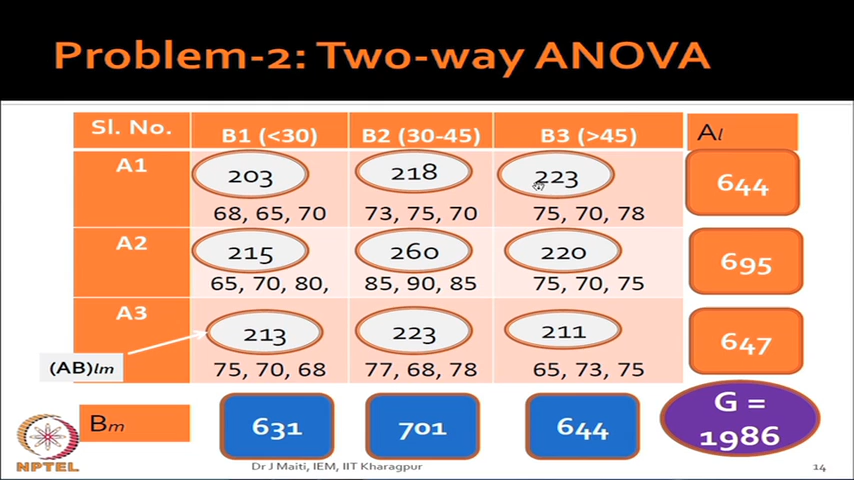 Problem-2: Two-way ANOVA
Sl. No. B1 (<30) B2 (30-45) B3 (>45) Al
A1 203 218 223 644
68, 65, 70 73, 75, 70 75, 70, 78
A2 215 260 220 695
65, 70, 80, 85, 90, 85 75, 70, 75
A3 213 223 211 647
(AB)lm 75, 70, 68 77, 68, 78 65, 73, 75
Bm 631 701 644 G =
1986
NPTEL Dr J Maiti, IEM, IIT Kharagpur 14